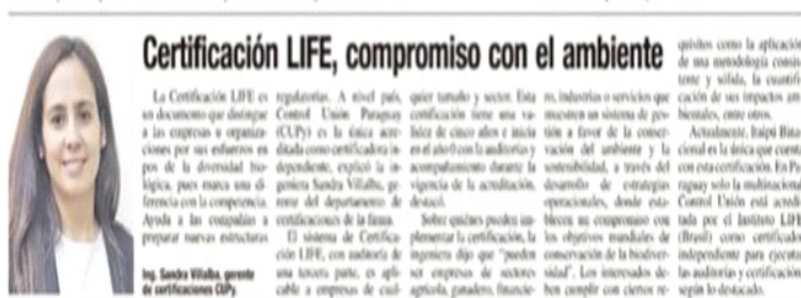 Certificación LIFE, compromiso con el ambiente
La Certificación LIFE es
un documento que distingue
a las empresas u organiza-
ciones por sus esfuerzos en
pos de la diversidad bio-
lógica, pues marca una di-
ferencia con la competencia.
Ayuda a las compañías a
preparar nuevas estructuras
Ing. Sandra Villalba, gerente
de certificaciones CUPy.
regulatorias. A nivel país,
Control Unión Paraguay
(CUPy) es la única acre-
ditada como certificadora in-
dependiente, explicó la in-
geniera Sandra Villalba, ge-
rente del departamento de
certificaciones de la firma.
El sistema de Certifica-
ción LIFE, con auditoría de
una tercera parte, es apli-
cable a empresas de cual-
quier tamaño y sector. Esta
certificación tiene una va-
lidez de cinco años e inicia
en el año 0 con la auditorías y
acompañamiento durante la
vigencia de la acreditación,
destacó.
Sobre quiénes pueden im-
plementar la certificación, la
ingeniera dijo que "pueden
ser empresas de sectores
agrícola, ganadero, financie-
ro, industrias o servicios que
muestren un sistema de ges-
tión a favor de la conser-
vación del ambiente y la
sostenibilidad, a través del
desarrollo de estrategias
operacionales, donde esta-
blecen un compromiso con
los objetivos mundiales de
conservación de la biodiver-
sidad". Los interesados de-
ben cumplir con ciertos re-
quisitos como la aplicación
de una metodología consis-
tente y sólida, la cuantifi-
cación de sus impactos am-
bientales, entre otros.
Actualmente, Itaipú Bina-
cional es la única que cuenta
con esta certificación. En Pa-
raguay solo la multinacional
Control Unión está acredi-
tada por el Instituto LIFE
(Brasil) como certificador
independiente para ejecutar
las auditorías y certificación
según lo destacado.